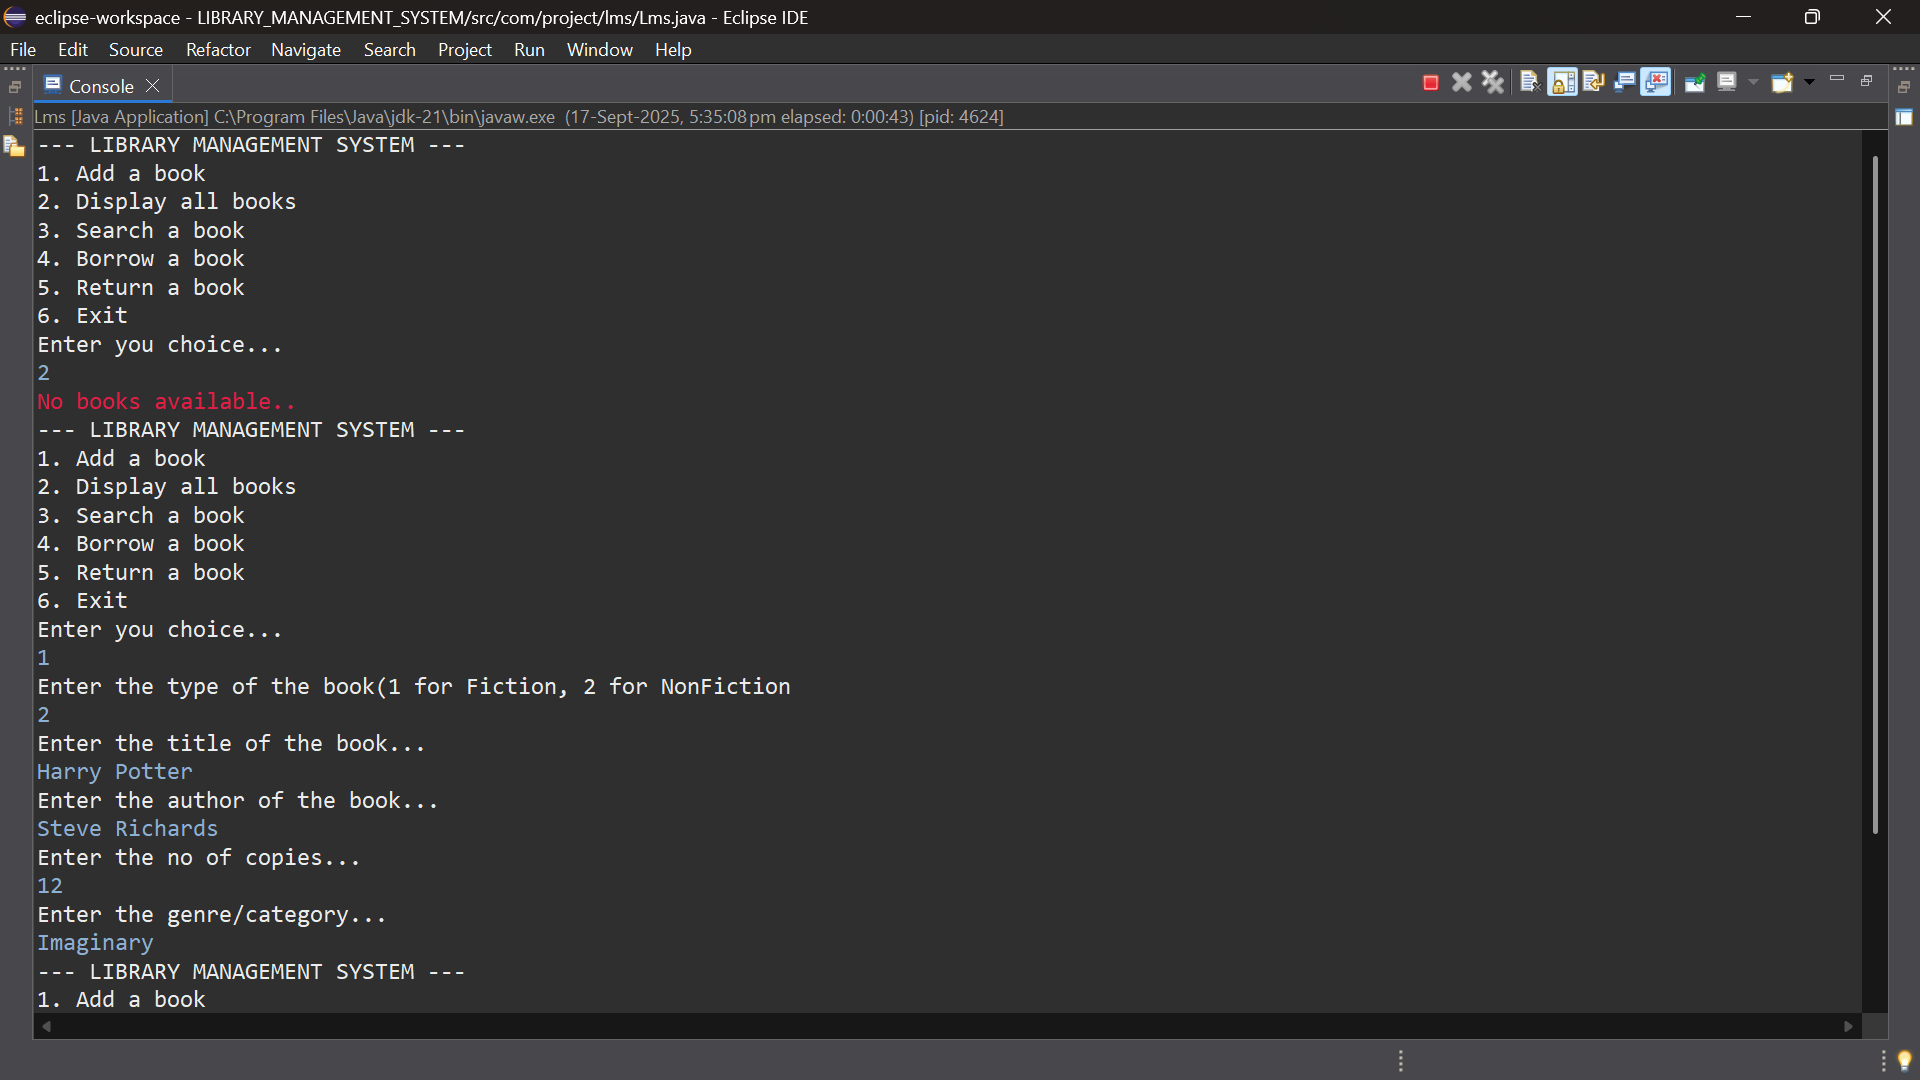 eclipse-workspace - LIBRARY_MANAGEMENT_SYSTEM/src/com/project/lms/Lms.java - Eclipse IDE
File Edit Source Refactor Navigate Search Project Run Window Help
Console
Lms [Java Application] C:\Program Files\Java\jdk-21\bin\javaw.exe (17-Sept-2025, 5:35:08 pm elapsed: 0:00:43) [pid: 4624]
--- LIBRARY MANAGEMENT SYSTEM ---
1. Add a book
2. Display all books
3. Search a book
4. Borrow a book
5. Return a book
6. Exit
Enter you choice...
2
No books available..
--- LIBRARY MANAGEMENT SYSTEM ---
1. Add a book
2. Display all books
3. Search a book
4. Borrow a book
5. Return a book
6. Exit
Enter you choice...
1
Enter the type of the book(1 for Fiction, 2 for NonFiction
2
Enter the title of the book...
Harry Potter
Enter the author of the book...
Steve Richards
Enter the no of copies...
12
Enter the genre/category...
Imaginary
--- LIBRARY MANAGEMENT SYSTEM ---
1. Add a book